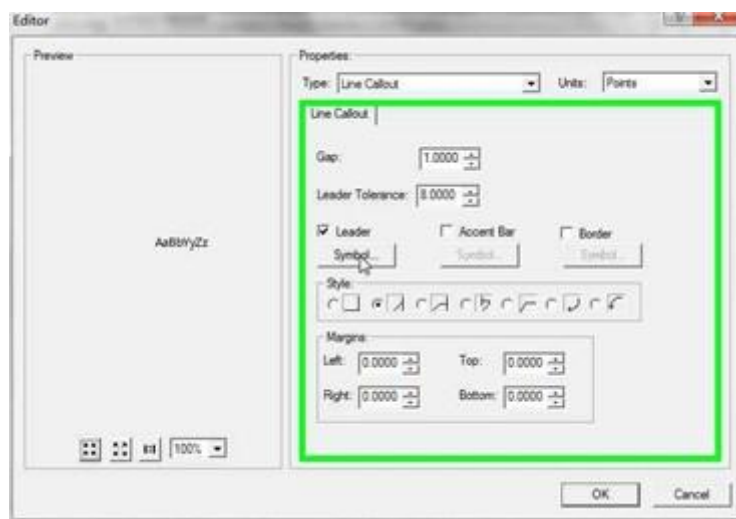 Editor
Preview
AaBbYyZz
100%
Properties:
Type: Line Callout Units: Points
Line Callout
Gap: 1.0000
Leader Tolerance: 8.0000
Leader Accent Bar Border
Symbol... Symbol... Symbol...
Style:
Margins
Left: 0.0000 Top: 0.0000
Right: 0.0000 Bottom: 0.0000
OK Cancel